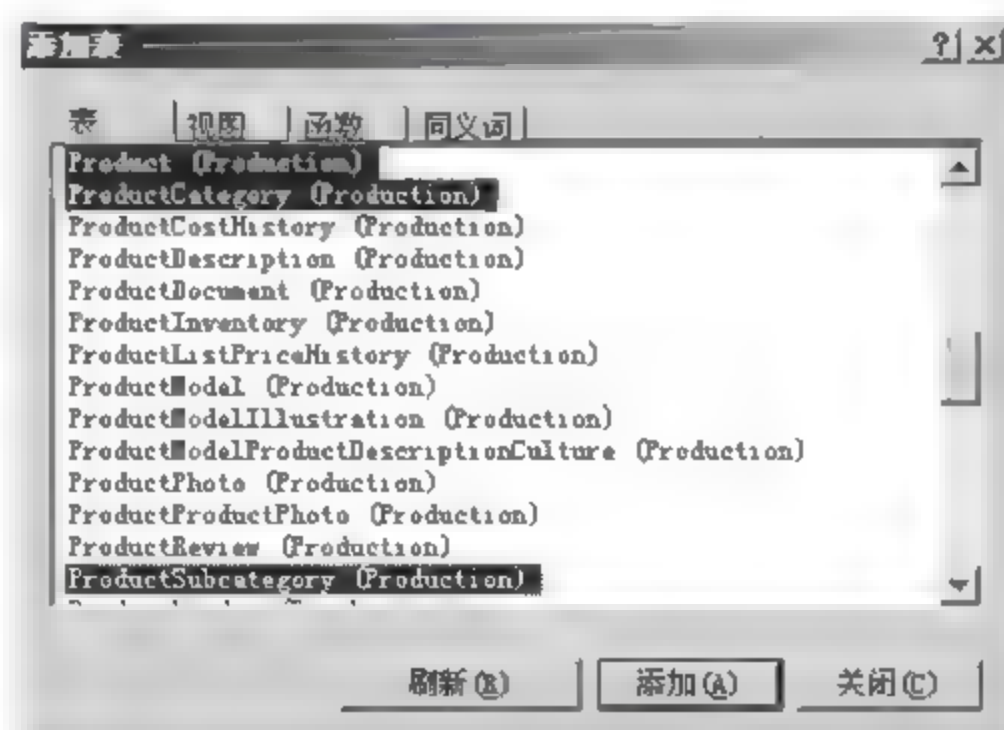 添加表
表 视图 函数 同义词
Product (Production)
ProductCategory (Production)
ProductCostHistory (Production)
ProductDescription (Production)
ProductDocument (Production)
ProductInventory (Production)
ProductListPriceHistory (Production)
ProductModel (Production)
ProductModelIllustration (Production)
ProductModelProductDescriptionCulture (Production)
ProductPhoto (Production)
ProductProductPhoto (Production)
ProductReview (Production)
ProductSubcategory (Production)
刷新(R) 添加(A) 关闭(C)